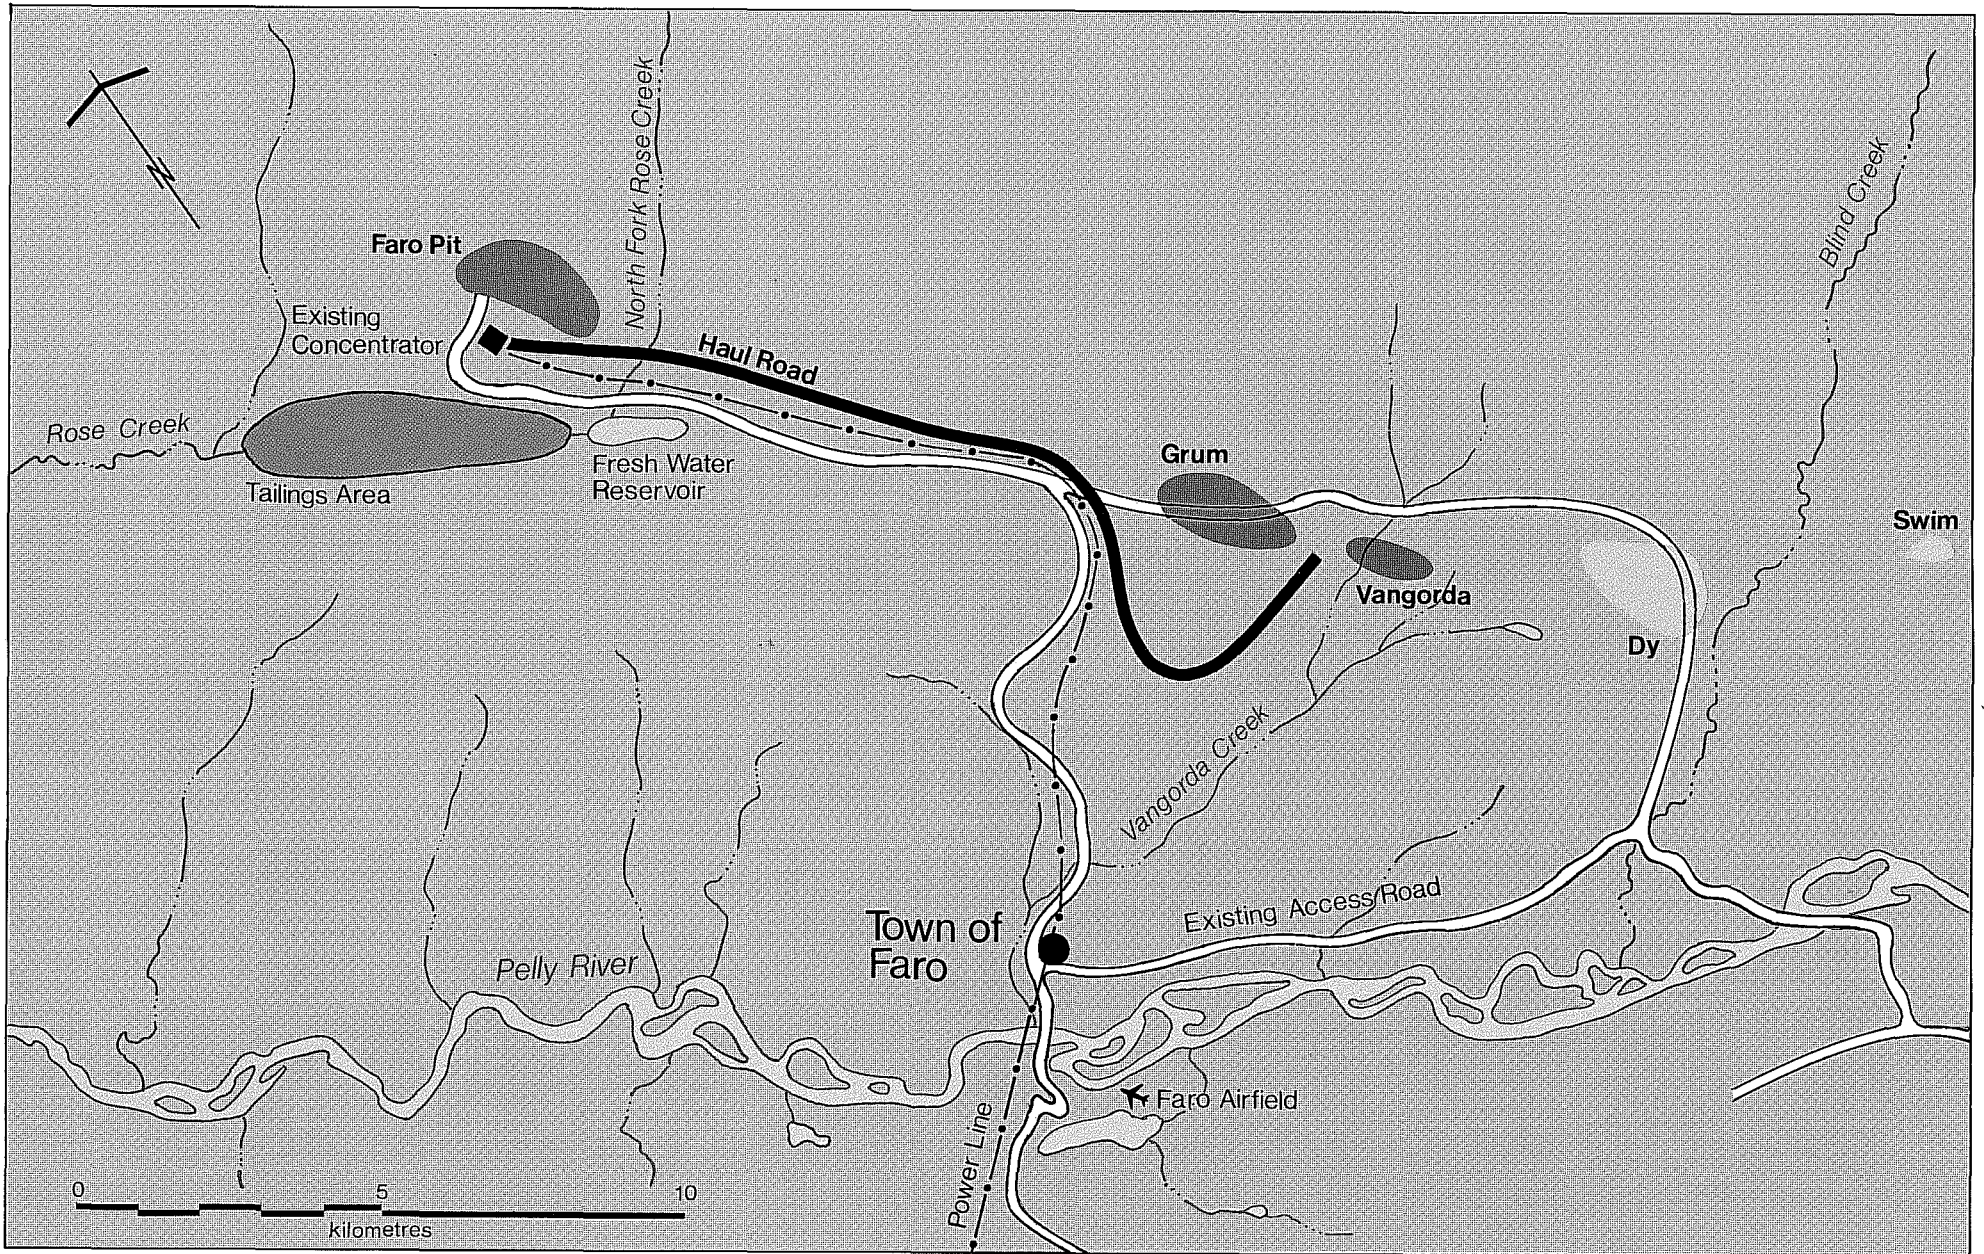 N
North Fork Rose Creek
Blind Creek
Faro Pit
Existing
Concentrator
Haul Road
Rose Creek
Tailings Area
Fresh Water
Reservoir
Grum
Vangorda
Swim
Dy
Vangorda Creek
Existing Access Road
Town of
Faro
Pelly River
Faro Airfield
Power Line
0 5 10
kilometres